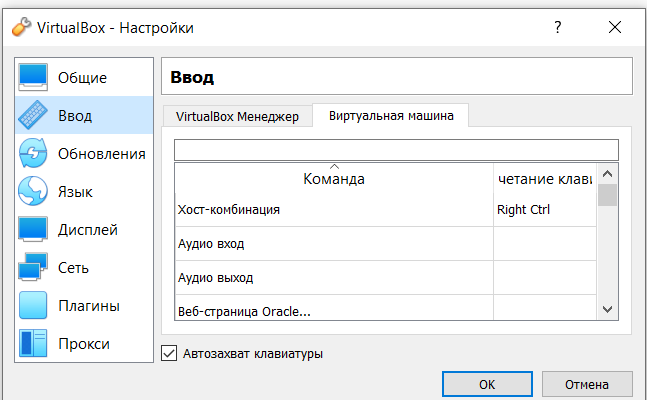 VirtualBox - Настройки
?
Общие
Ввод
Обновления
Язык
Дисплей
Сеть
Плагины
Прокси
Ввод
VirtualBox Менеджер
Виртуальная машина
Команда
четание клави
Хост-комбинация
Right Ctrl
Аудио вход
Аудио выход
Веб-страница Oracle...
Автозахват клавиатуры
OK
Отмена